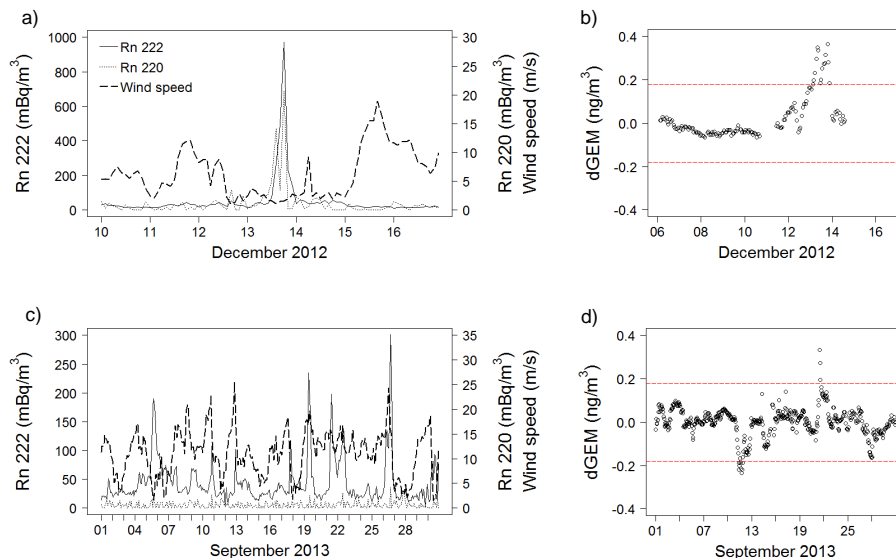 a)
Rn 222 (mBq/m³)
1000
800
600
400
200
0
Rn 222
Rn 220
Wind speed
30
25
20
15
10
5
0
Rn 220 (mBq/m³)
Wind speed (m/s)
10 11 12 13 14 15 16
December 2012
b)
dGEM (ng/m³)
0.4
0.2
0.0
-0.2
-0.4
06 08 10 12 14 16
December 2012
c)
Rn 222 (mBq/m³)
300
250
200
150
100
50
0
35
30
25
20
15
10
5
0
Rn 220 (mBq/m³)
Wind speed (m/s)
01 04 07 10 13 16 19 22 25 28
September 2013
d)
dGEM (ng/m³)
0.4
0.2
0.0
-0.2
-0.4
01 07 13 19 25
September 2013